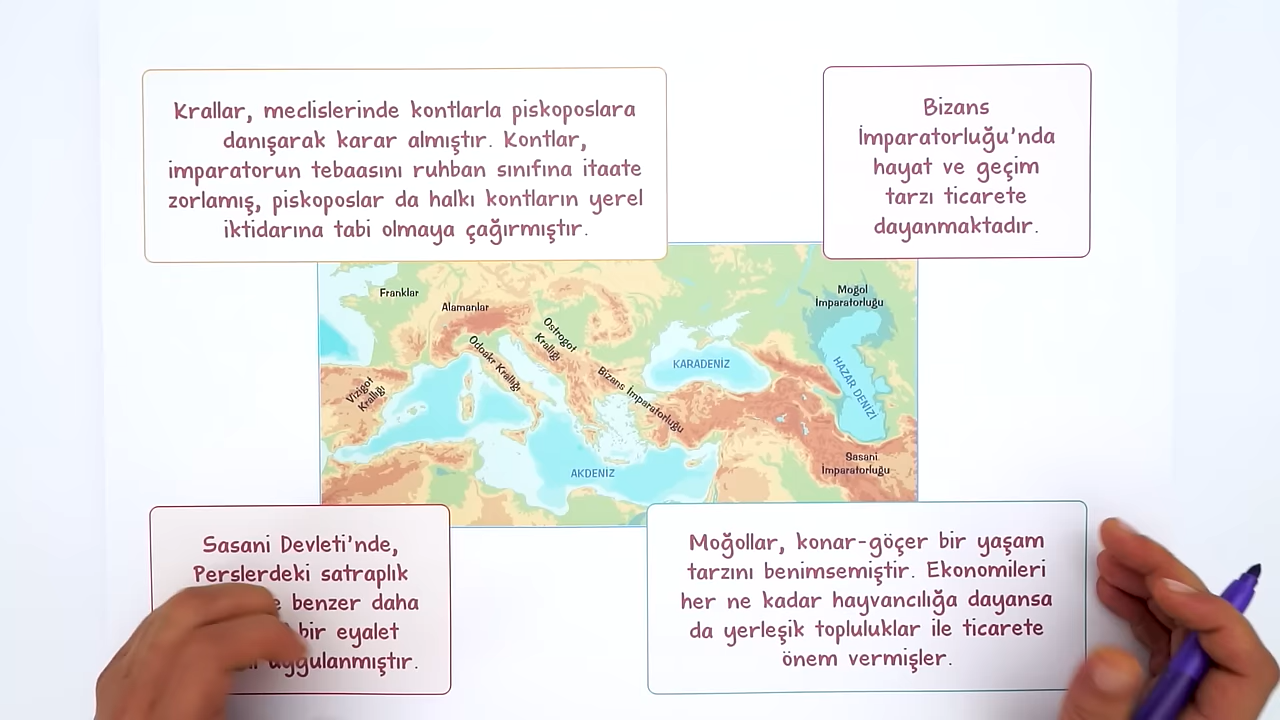 Krallar, meclislerinde kontlarla piskoposlara
danışarak karar almıştır. Kontlar,
imparatorun tebaasını ruhban sınıfına itaate
zorlamış, piskoposlar da halkı kontların yerel
iktidarına tabi olmaya çağırmıştır.
Bizans
İmparatorluğu'nda
hayat ve geçim
tarzı ticarete
dayanmaktadır.
Franklar
Alamanlar
Ostrogot
Krallığı
Odoakr Krallığı
Vizigot
Krallığı
Bizans İmparatorluğu
KARADENİZ
Moğol
İmparatorluğu
HAZAR DENİZİ
Sasani
İmparatorluğu
AKDENİZ
Sasani Devleti'nde,
Perslerdeki satraplık
benzer daha
bir eyalet
uygulanmıştır.
Moğollar, konar-göçer bir yaşam
tarzını benimsemiştir. Ekonomileri
her ne kadar hayvancılığa dayansa
da yerleşik topluluklar ile ticarete
önem vermişler.